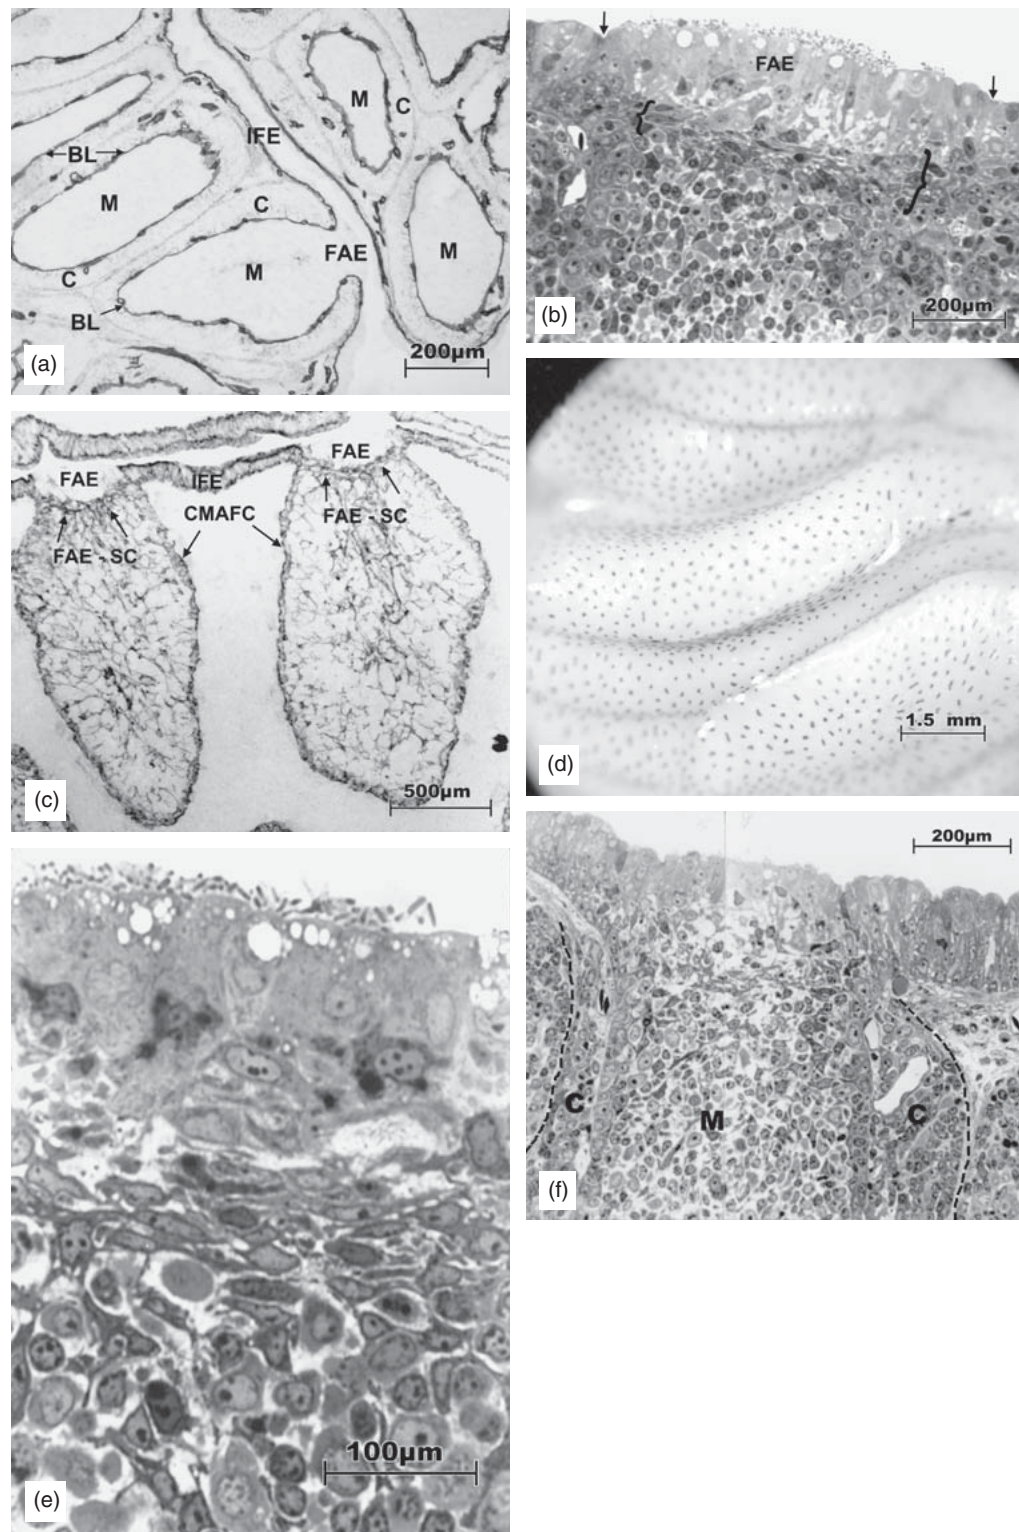 M
C
IFE
BL
M
C
FAE
M
M
C
BL
200µm
(a)
FAE
200µm
(b)
FAE
FAE
IFE
FAE - SC
CMAFC
FAE - SC
500µm
(c)
1.5 mm
(d)
100µm
(e)
200µm
C
M
C
(f)